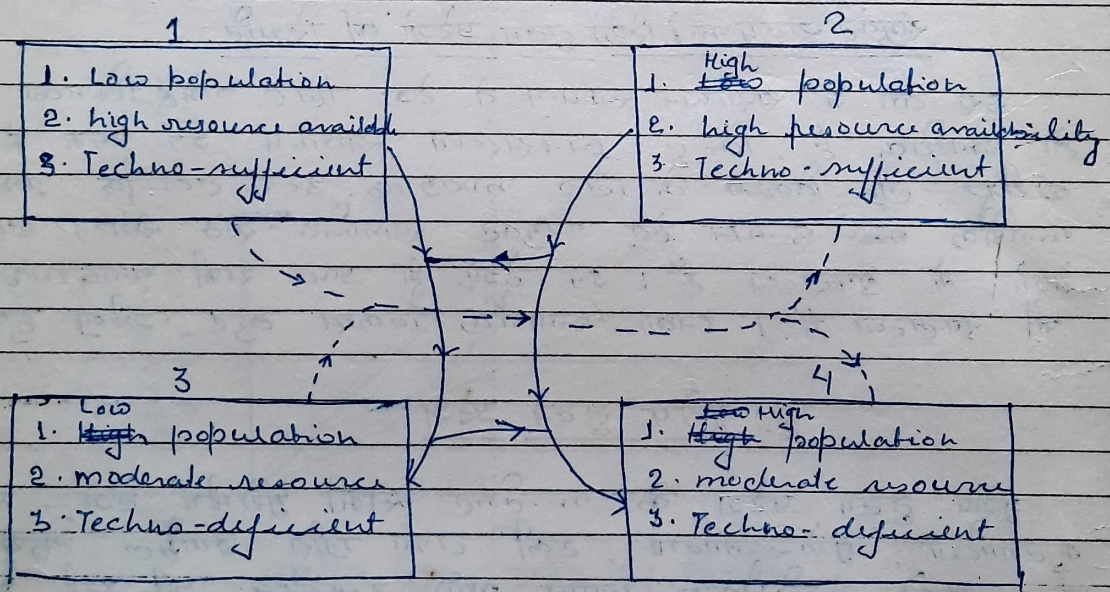 1
1. Low population
2. high resource available
3. Techno-sufficient
2
High
1. Low population
2. high resource availability
3. Techno-sufficient
3
Low
1. High population
2. moderate resource
3. Techno-deficient
4
Low High
1. High population
2. moderate resource
3. Techno-deficient